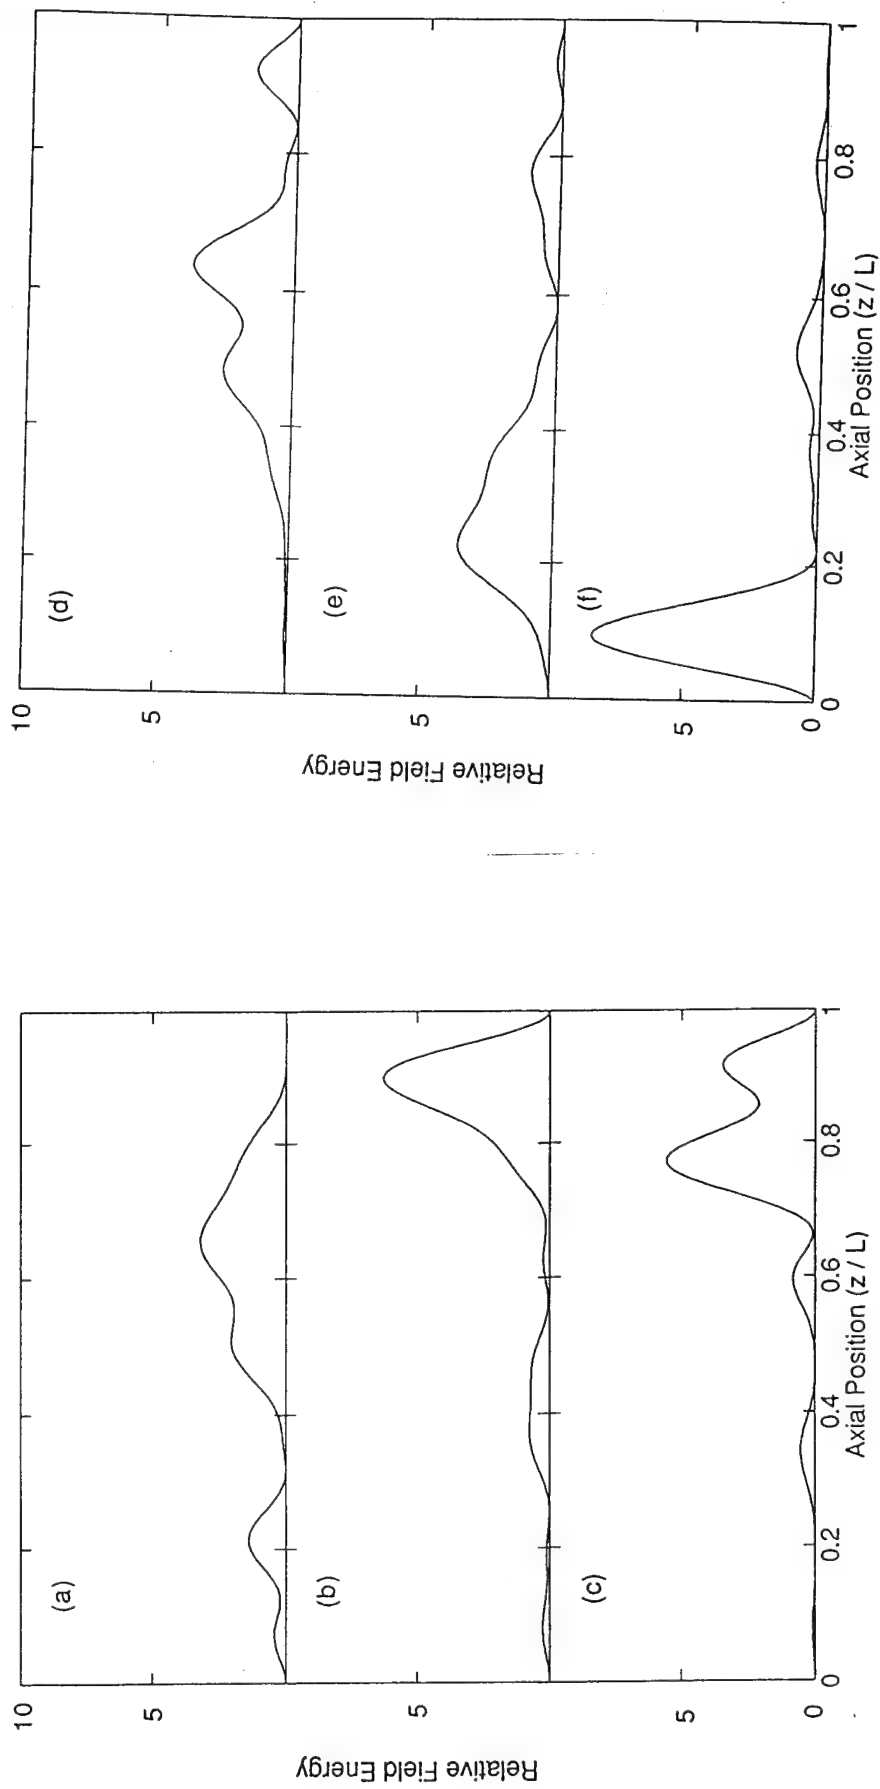 10
5
5
5
0
Relative Field Energy
(a)
(b)
(c)
0
0.2
0.4
0.6
0.8
1
Axial Position (z / L)
10
5
5
5
0
Relative Field Energy
(d)
(e)
(f)
0
0.2
0.4
0.6
0.8
1
Axial Position (z / L)